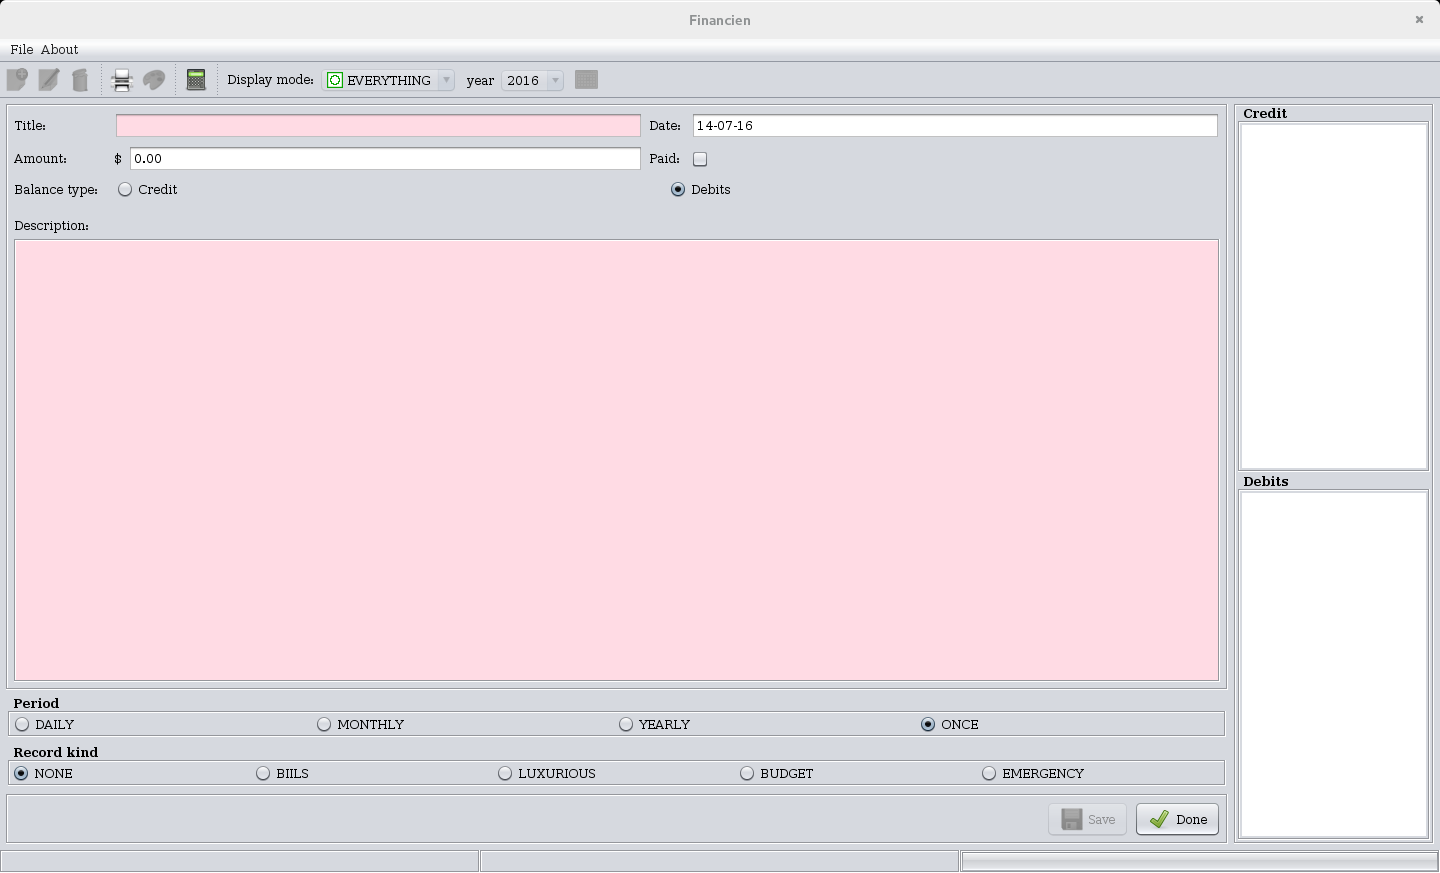 Financien
File About
Display mode: EVERYTHING year 2016
Title: Date: 14-07-16
Amount: $ 0.00 Paid:
Balance type: Credit Debits
Description:
Period
DAILY MONTHLY YEARLY ONCE
Record kind
NONE BIILS LUXURIOUS BUDGET EMERGENCY
Save Done
Credit
Debits